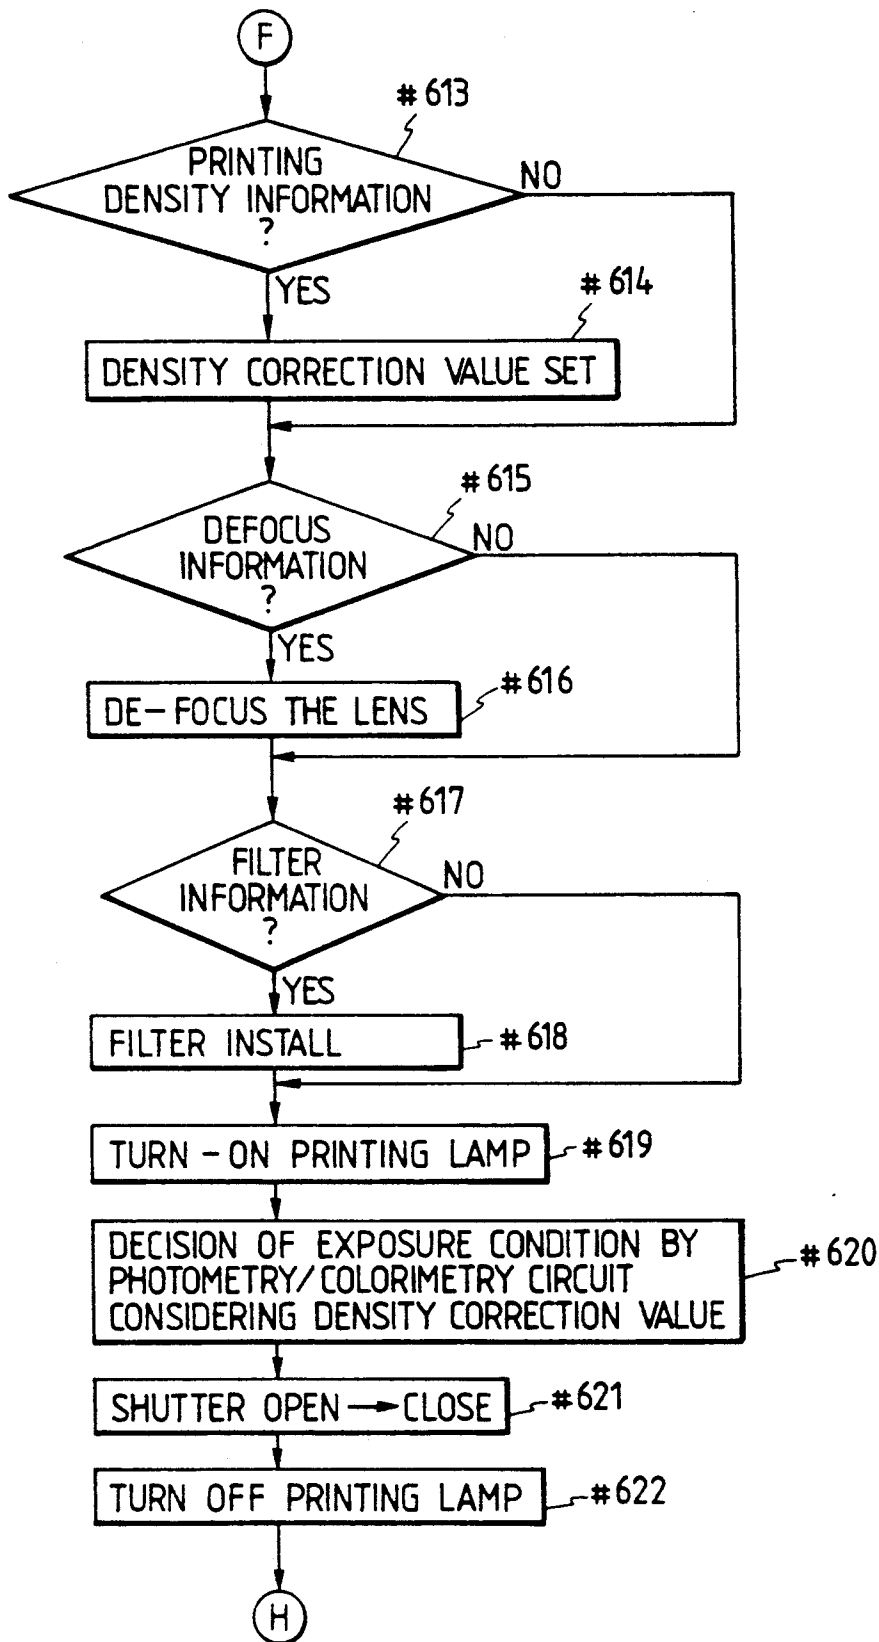 F
#613
PRINTING
DENSITY INFORMATION
?
NO
YES
#614
DENSITY CORRECTION VALUE SET
#615
DEFOCUS
INFORMATION
?
NO
YES
#616
DE-FOCUS THE LENS
#617
FILTER
INFORMATION
?
NO
YES
FILTER INSTALL
#618
TURN-ON PRINTING LAMP
#619
DECISION OF EXPOSURE CONDITION BY
PHOTOMETRY/COLORIMETRY CIRCUIT
CONSIDERING DENSITY CORRECTION VALUE
#620
SHUTTER OPEN→CLOSE
#621
TURN OFF PRINTING LAMP
#622
H